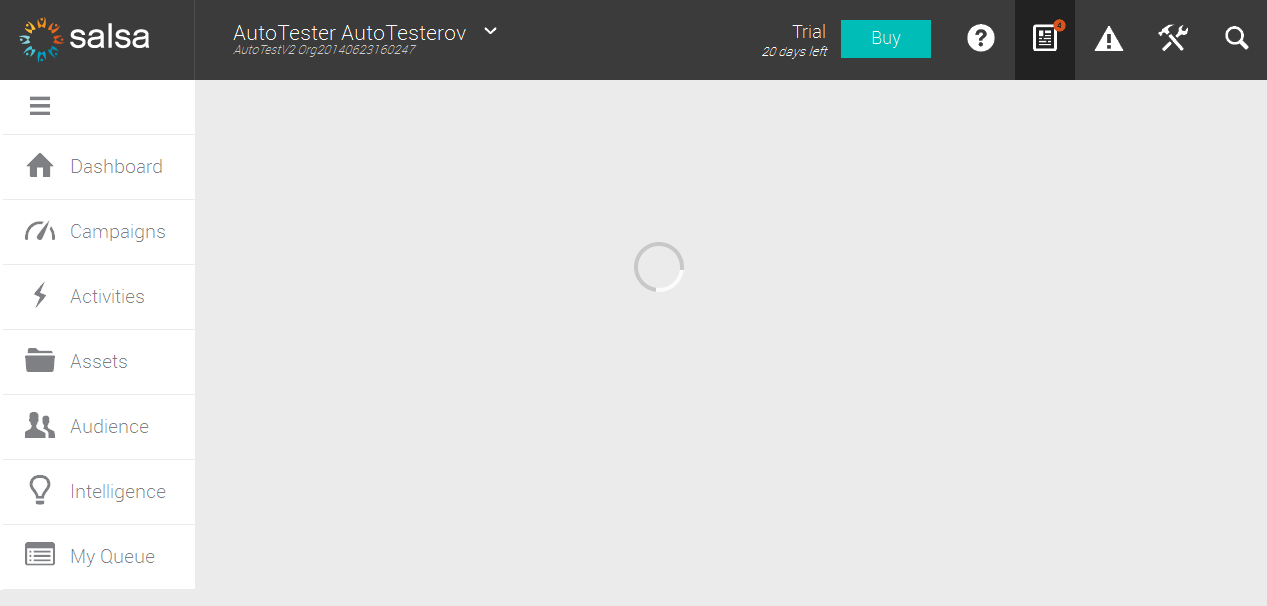 salsa
AutoTester AutoTesterov
AutoTestV2 Org20140623160247
Trial
20 days left
Buy
4
Dashboard
Campaigns
Activities
Assets
Audience
Intelligence
My Queue